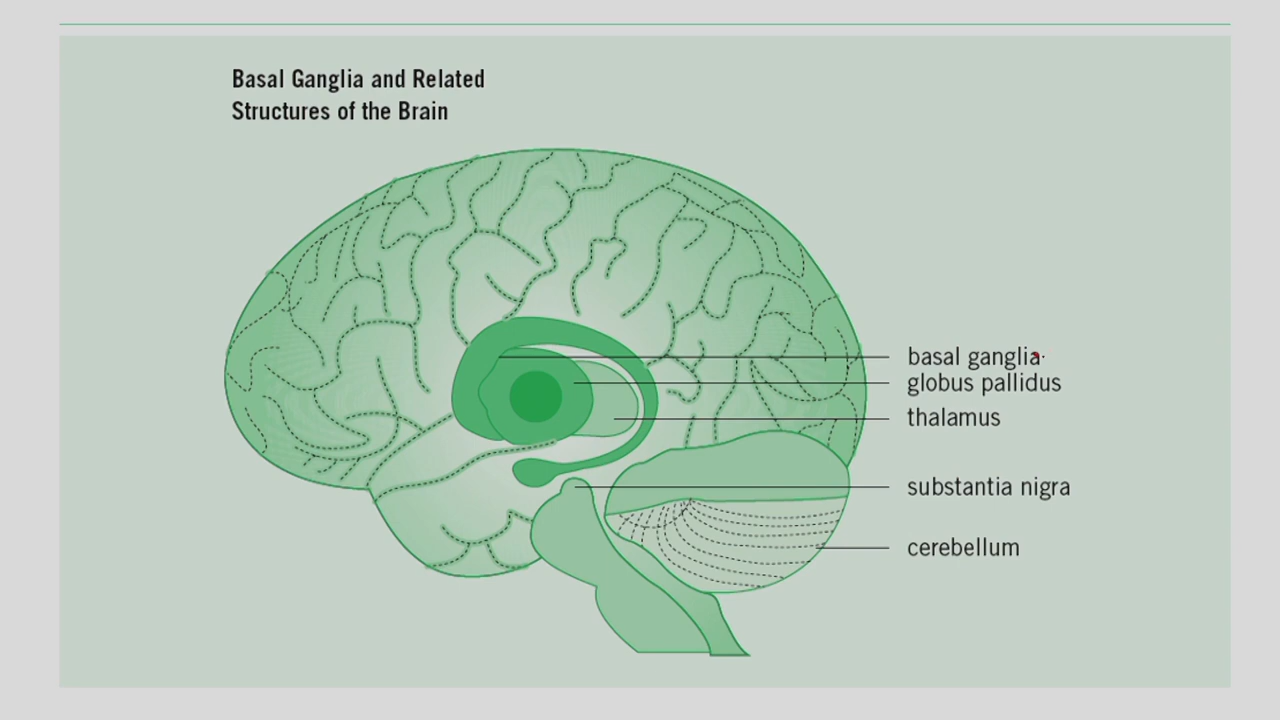 Basal Ganglia and Related
Structures of the Brain
basal ganglia
globus pallidus
thalamus
substantia nigra
cerebellum